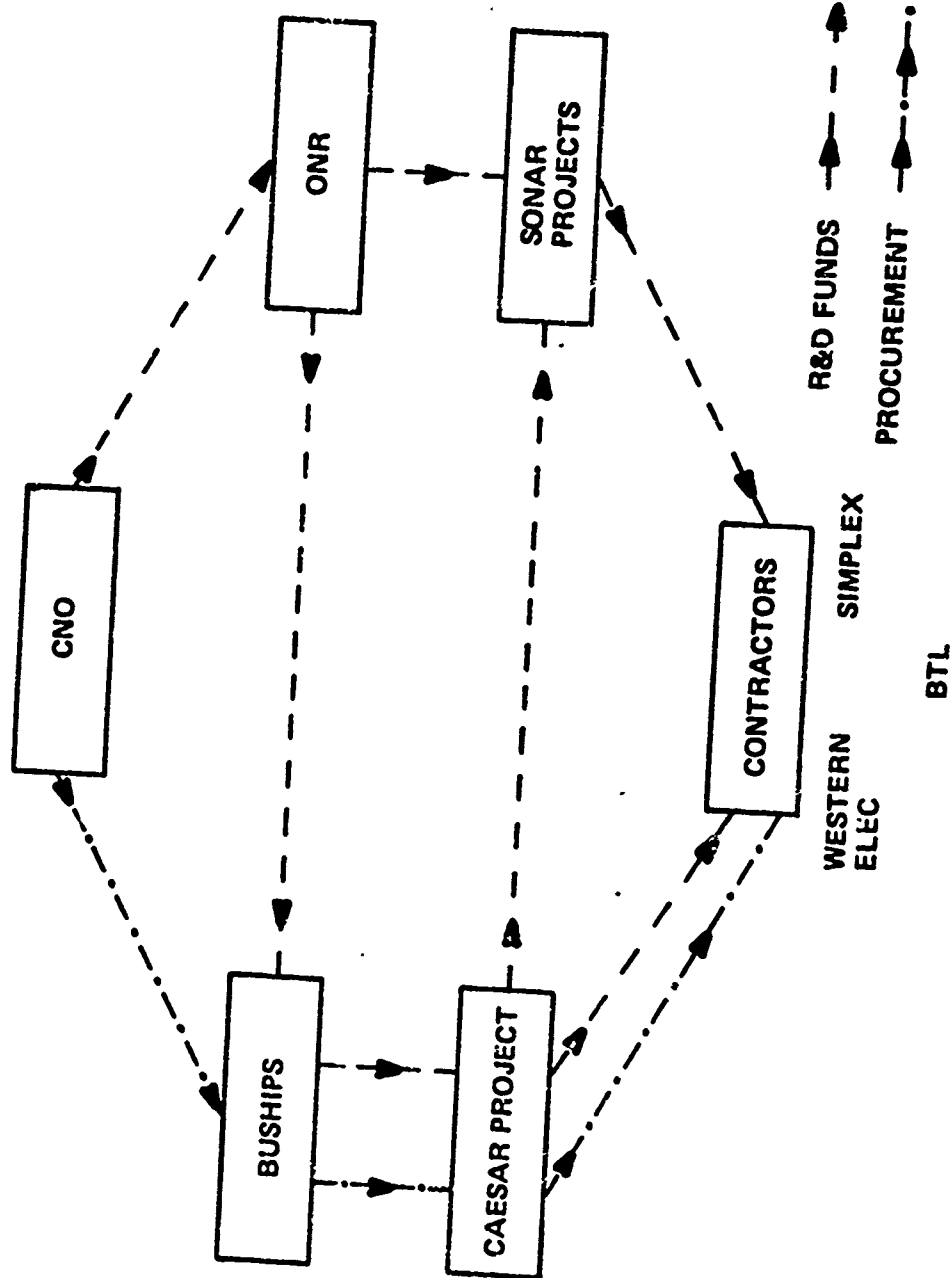 CNO
BUSHIPS
ONR
CAESAR PROJECT
SONAR
PROJECTS
CONTRACTORS
WESTERN
ELEC
SIMPLEX
BTL
R&D FUNDS
PROCUREMENT